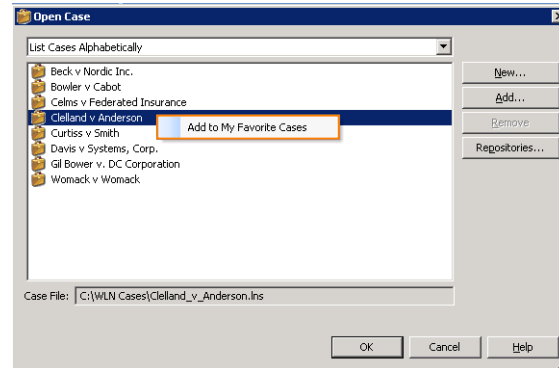 Open Case
List Cases Alphabetically
Beck v Nordic Inc.
Bowler v Cabot
Celms v Federated Insurance
Clelland v Anderson
Add to My Favorite Cases
Curtiss v Smith
Davis v Systems, Corp.
Gil Bower v. DC Corporation
Womack v Womack
New...
Add...
Remove
Repositories...
Case File: C:\WLN Cases\Clelland_v_Anderson.lns
OK Cancel Help